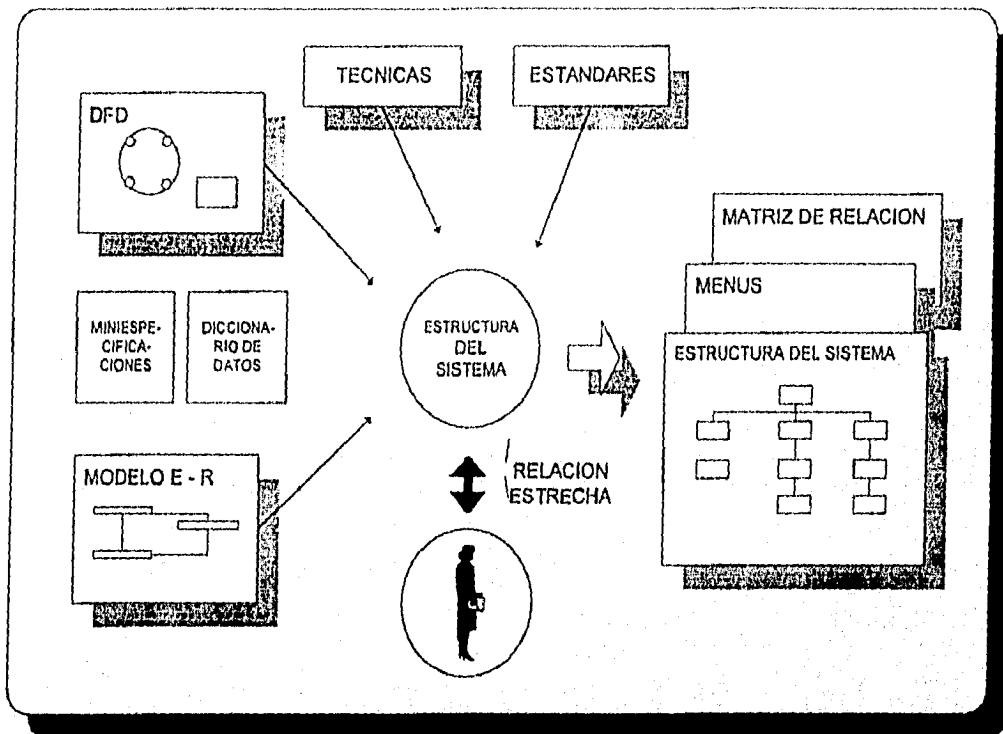 TECNICAS
ESTANDARES
DFD
MINIESPE-
CIFICA-
CIONES
DICCIONA-
RIO DE
DATOS
MODELO E - R
ESTRUCTURA
DEL
SISTEMA
RELACION
ESTRECHA
MATRIZ DE RELACION
MENUS
ESTRUCTURA DEL SISTEMA